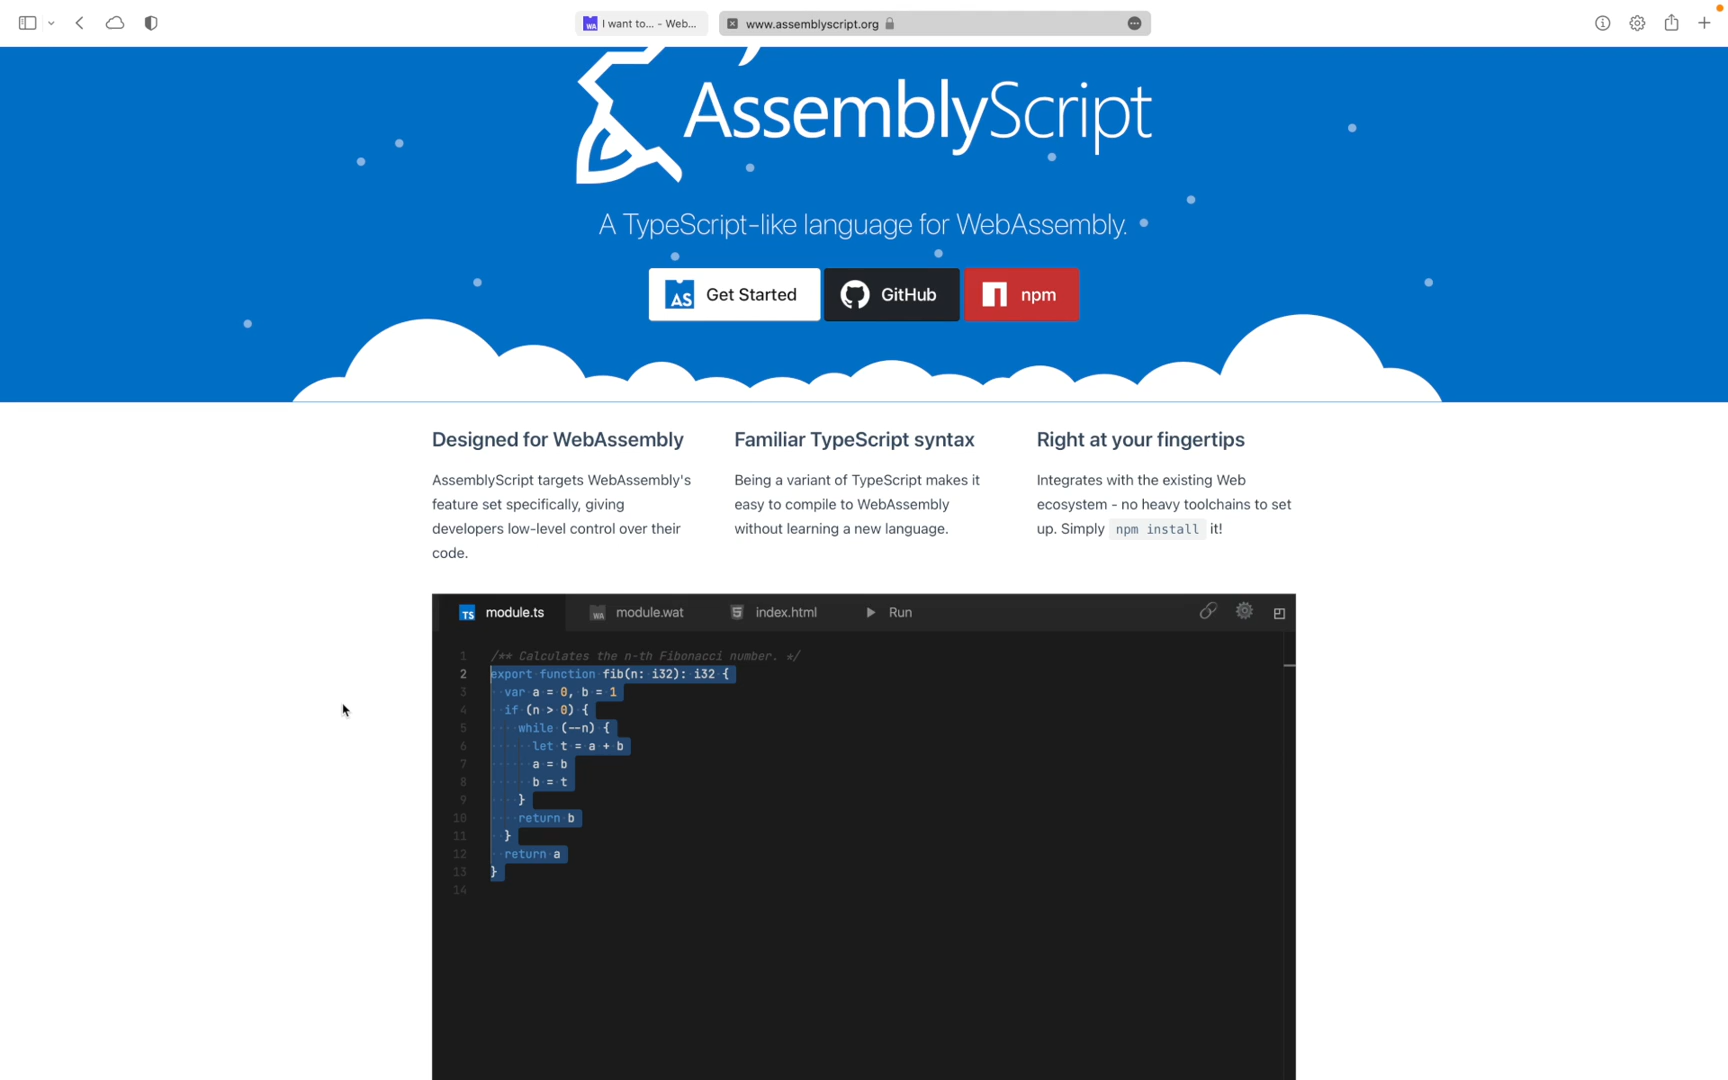 I want to... - Web...
www.assemblyscript.org
AssemblyScript
A TypeScript-like language for WebAssembly.
AS Get Started
GitHub
npm
Designed for WebAssembly
AssemblyScript targets WebAssembly's
feature set specifically, giving
developers low-level control over their
code.
Familiar TypeScript syntax
Being a variant of TypeScript makes it
easy to compile to WebAssembly
without learning a new language.
Right at your fingertips
Integrates with the existing Web
ecosystem - no heavy toolchains to set
up. Simply npm install it!
TS module.ts
WA module.wat
5 index.html
Run
1 /** Calculates the n-th Fibonacci number. */
2 export function fib(n: i32): i32 {
3 var a = 0, b = 1
4 if (n > 0) {
5 while (--n) {
6 let t = a + b
7 a = b
8 b = t
9 }
10 return b
11 }
12 return a
13 }
14